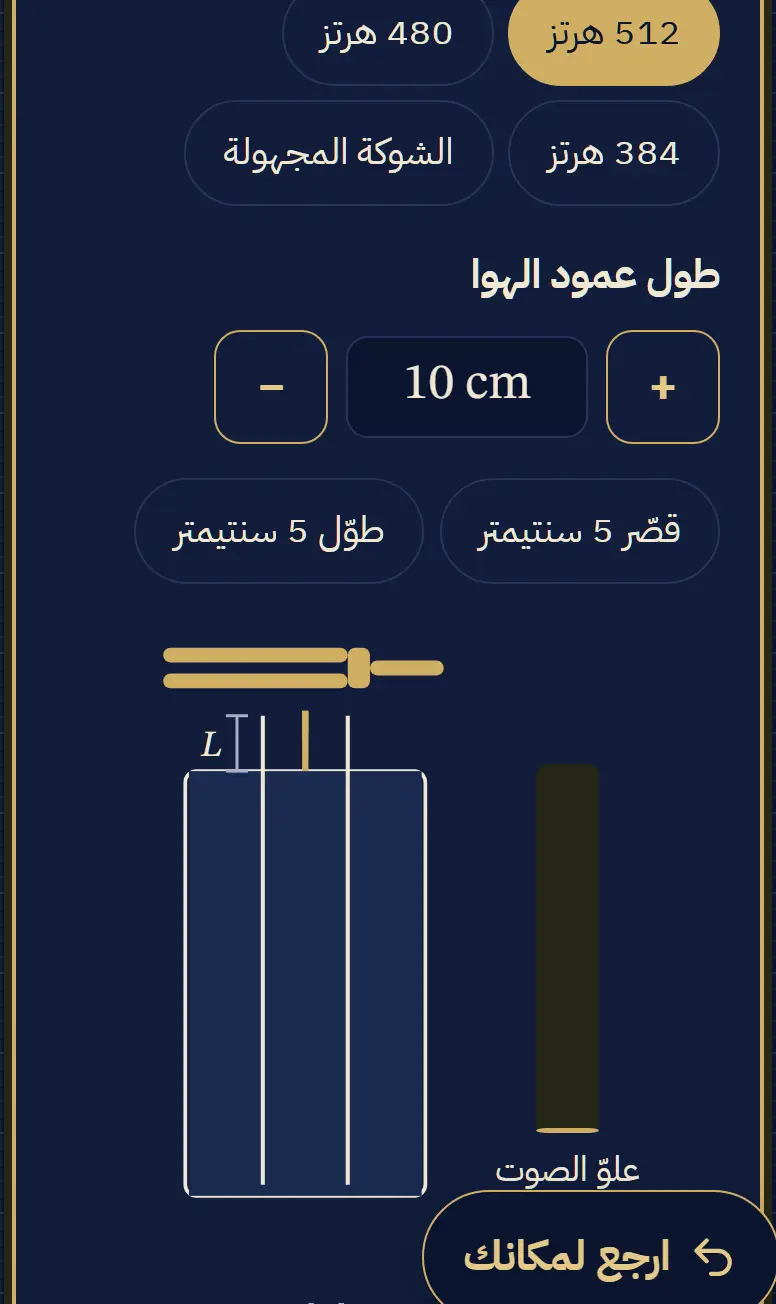 512 هرتز
480 هرتز
384 هرتز
الشوكة المجهولة
طول عمود الهوا
+
10 cm
−
قصّر 5 سنتيمتر
طوّل 5 سنتيمتر
L
علوّ الصوت
ارجع لمكانك